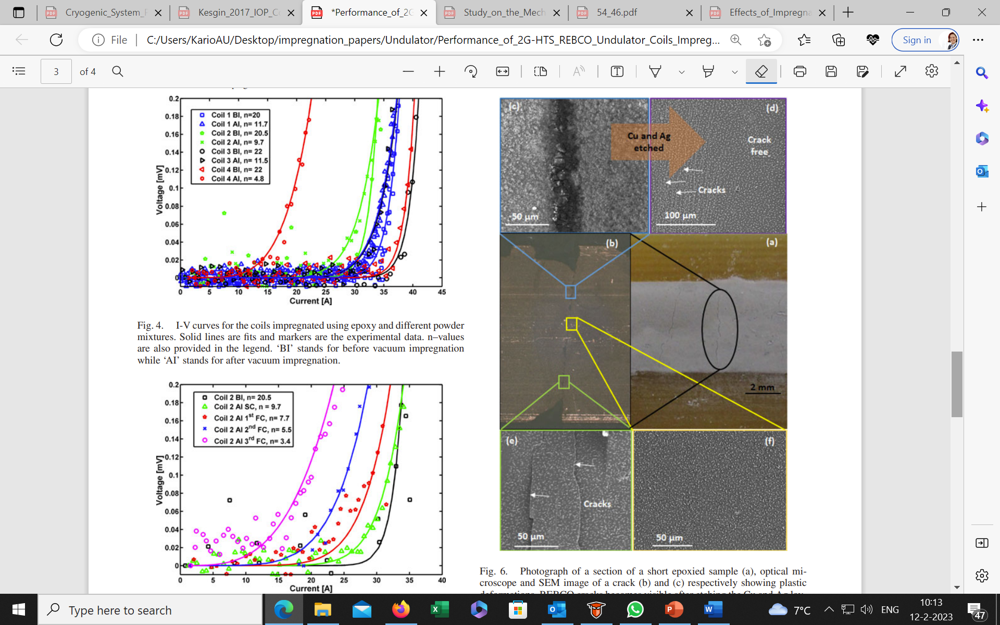 Cryogenic_System_
Kesgin_2017_IOP_C
*Performance_of_2G
Study_on_the_Mech
54_46.pdf
Effects_of_Impregna
File
C:/Users/KarioAU/Desktop/impregnation_papers/Undulator/Performance_of_2G-HTS_REBCO_Undulator_Coils_Impreg...
Sign in
3 of 4
0.2
0.18
0.16
0.14
0.12
0.1
0.08
0.06
0.04
0.02
0
Voltage [mV]
Coil 1 BI, n=20
Coil 1 AI, n= 11.7
Coil 2 BI, n= 20.5
Coil 2 AI, n= 9.7
Coil 3 BI, n= 22
Coil 3 AI, n= 11.5
Coil 4 BI, n= 22
Coil 4 AI, n= 4.8
0 5 10 15 20 25 30 35 40 45
Current [A]
Fig. 4. I-V curves for the coils impregnated using epoxy and different powder
mixtures. Solid lines are fits and markers are the experimental data. n–values
are also provided in the legend. ‘BI’ stands for before vacuum impregnation
while ‘AI’ stands for after vacuum impregnation.
0.2
0.18
0.16
0.14
0.12
0.1
0.08
0.06
0.04
0.02
0
Voltage [mV]
Coil 2 BI, n= 20.5
Coil 2 AI SC, n = 9.7
Coil 2 AI 1st FC, n= 7.7
Coil 2 AI 2nd FC, n= 5.5
Coil 2 AI 3rd FC, n= 3.4
0 5 10 15 20 25 30 35 40
Current [A]
(c)
50 µm
Cu and Ag
etched
(d)
Crack
free
Cracks
100 µm
(b)
(a)
2 mm
(e)
Cracks
50 µm
(f)
50 µm
Fig. 6. Photograph of a section of a short epoxied sample (a), optical mi-
croscope and SEM image of a crack (b) and (c) respectively showing plastic
Type here to search
7°C
ENG
10:13
12-2-2023
47